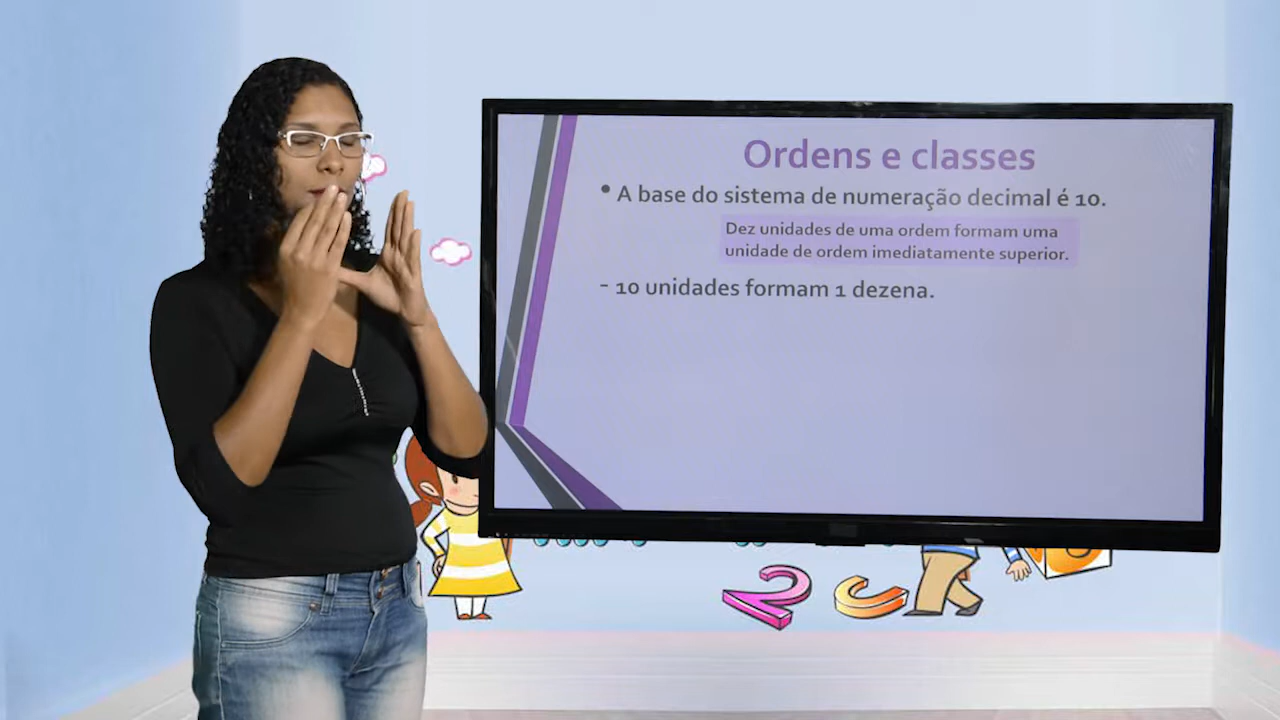 Ordens e classes
• A base do sistema de numeração decimal é 10.
Dez unidades de uma ordem formam uma
unidade de ordem imediatamente superior.
- 10 unidades formam 1 dezena.
2